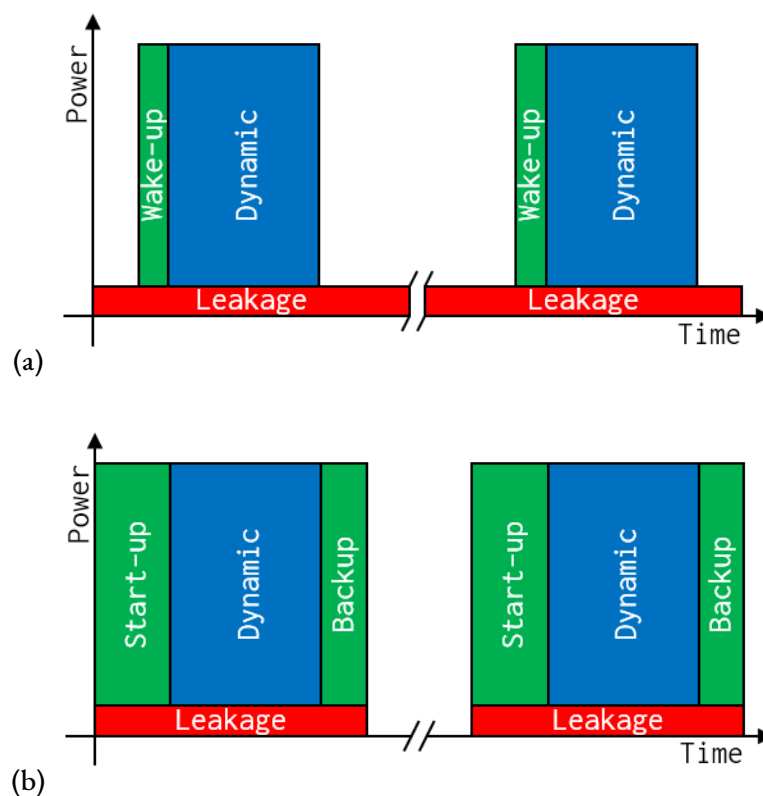 Power
Wake-up
Dynamic
Wake-up
Dynamic
Leakage
Leakage
Time
(a)
Power
Start-up
Dynamic
Backup
Start-up
Dynamic
Backup
Leakage
Leakage
Time
(b)